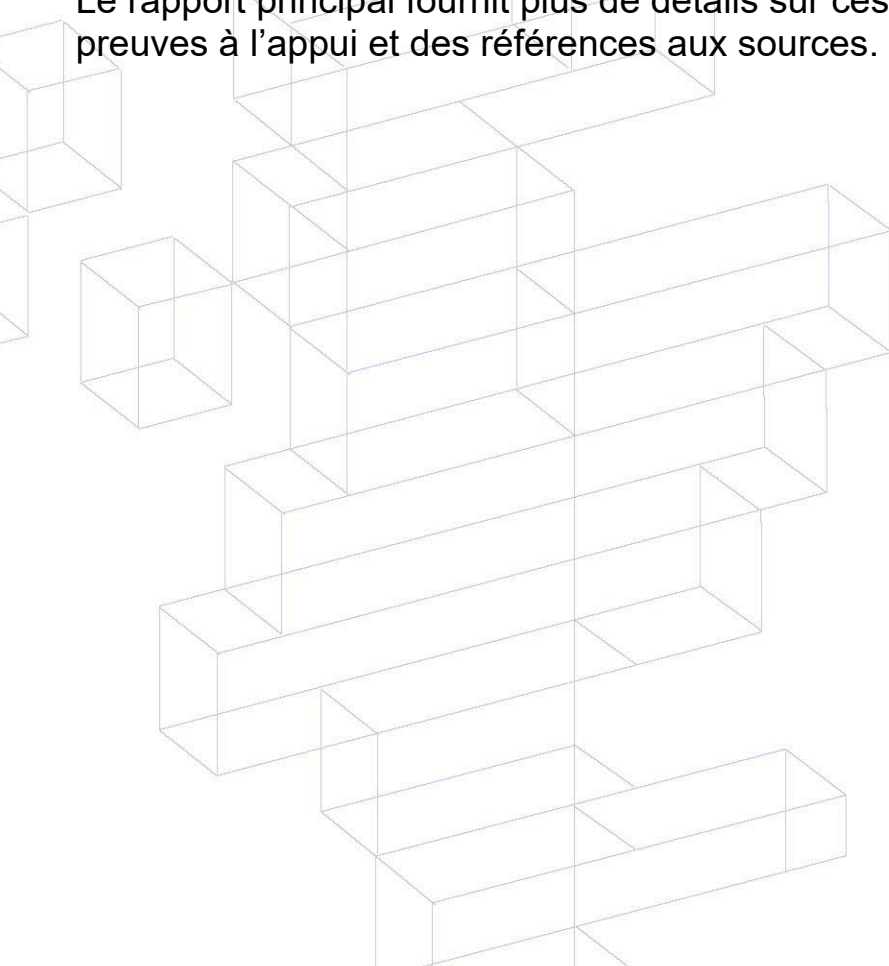 Le rapport principal fournit plus de détails sur ces
preuves à l’appui et des références aux sources.